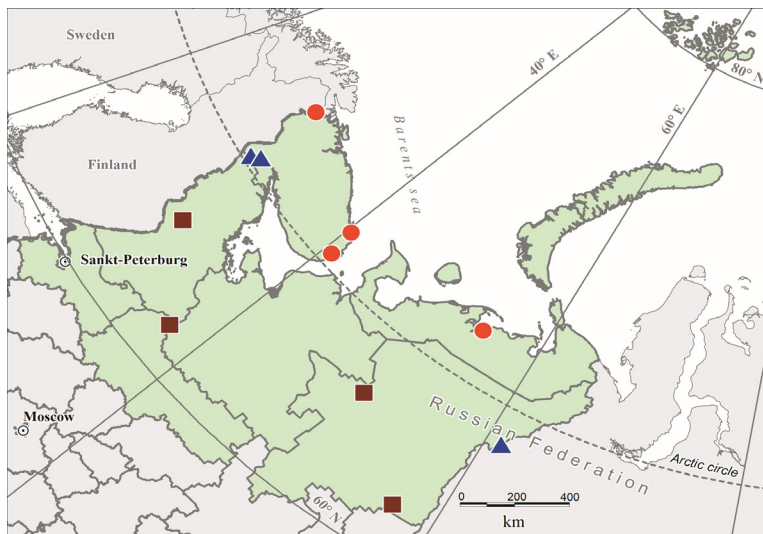 Sweden
80° N
40° E
60° E
Barents sea
Finland
Sankt-Peterburg
Moscow
Russian Federation
Arctic circle
60° N
0 200 400
km